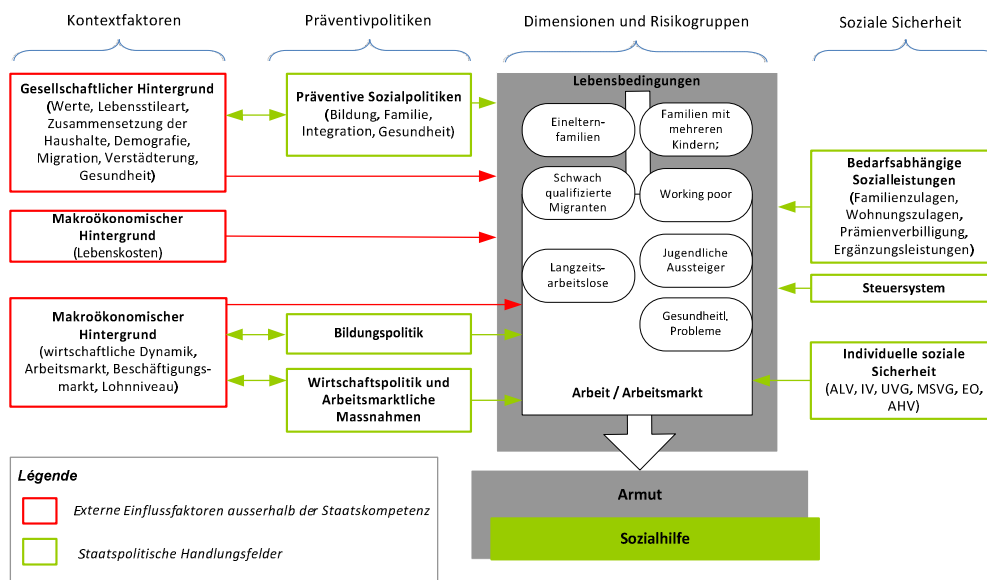 Kontextfaktoren
Präventivpolitiken
Dimensionen und Risikogruppen
Soziale Sicherheit
Gesellschaftlicher Hintergrund
(Werte, Lebensstileart,
Zusammensetzung der
Haushalte, Demografie,
Migration, Verstädterung,
Gesundheit)
Makroökonomischer
Hintergrund
(Lebenskosten)
Makroökonomischer
Hintergrund
(wirtschaftliche Dynamik,
Arbeitsmarkt, Beschäftigungs-
markt, Lohnniveau)
Präventive Sozialpolitiken
(Bildung, Familie,
Integration, Gesundheit)
Bildungspolitik
Wirtschaftspolitik und
Arbeitsmarktliche
Massnahmen
Lebensbedingungen
Eineltern-
familien
Familien mit
mehreren
Kindern;
Schwach
qualifizierte
Migranten
Working poor
Langzeits-
arbeitslose
Jugendliche
Aussteiger
Gesundheitl,
Probleme
Arbeit / Arbeitsmarkt
Bedarfsabhängige
Sozialleistungen
(Familienzulagen,
Wohnungszulagen,
Prämienverbilligung,
Ergänzungsleistungen)
Steuersystem
Individuelle soziale
Sicherheit
(ALV, IV, UVG, MSVG, EO,
AHV)
Armut
Sozialhilfe
Légende
Externe Einflussfaktoren ausserhalb der Staatskompetenz
Staatspolitische Handlungsfelder